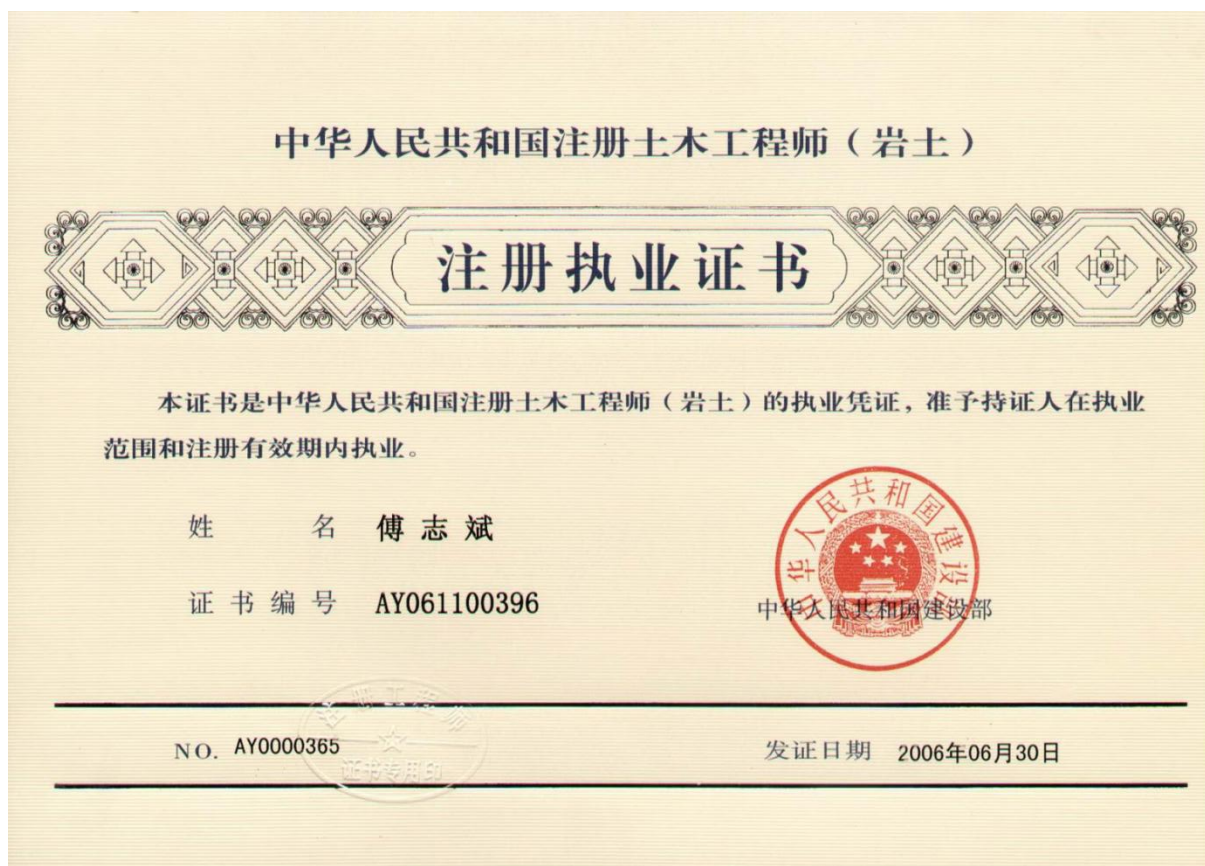 中华人民共和国注册土木工程师（岩土）
注册执业证书
本证书是中华人民共和国注册土木工程师（岩土）的执业凭证，准予持证人在执业
范围和注册有效期内执业。
姓 名 傅志斌
中华人民共和国建设部
证书编号 AY061100396
中华人民共和国建设部
注册工程师
证书专用印
NO. AY0000365
发证日期 2006年06月30日